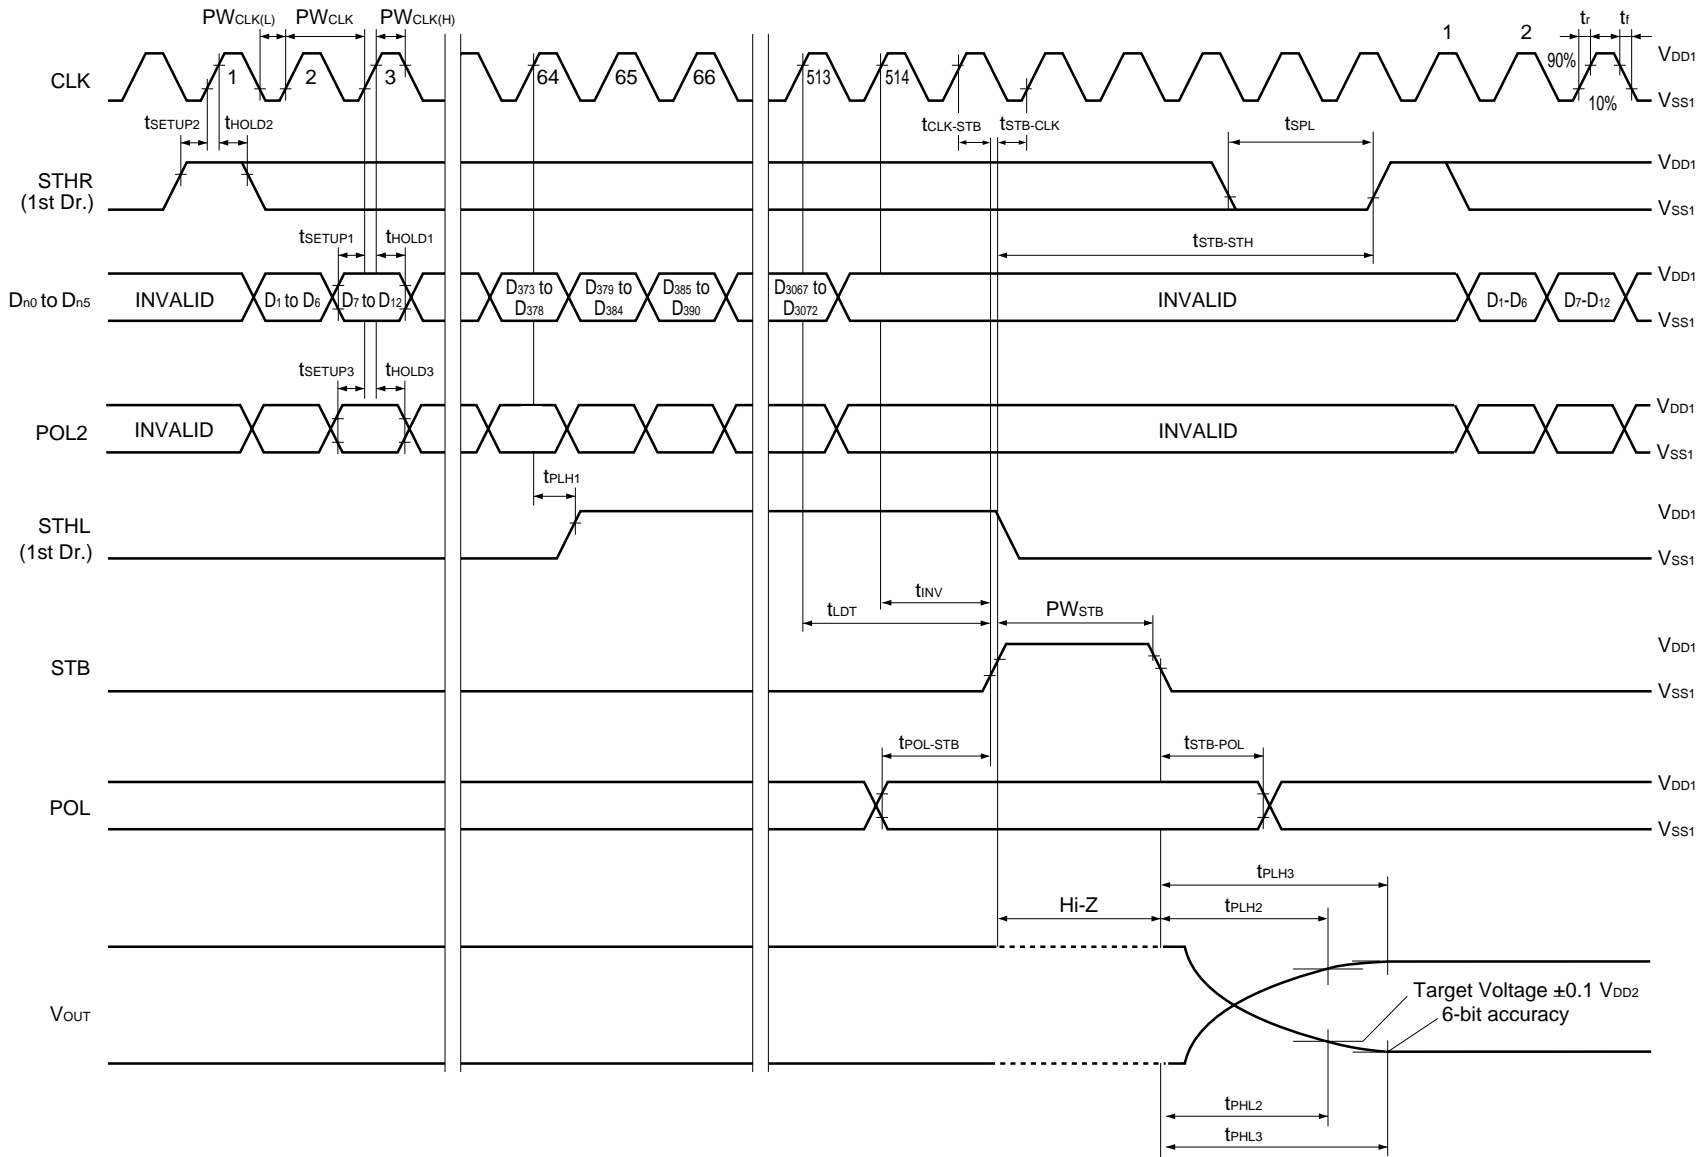 PWCLK(L) PWCLK PWCLK(H)
1 2 tr tf
CLK 1 2 3 64 65 66 513 514 90% 10% VDD1
VSS1
tSETUP2 tHOLD2 tCLK-STB tSTB-CLK tSPL
STHR VDD1
(1st Dr.) VSS1
tSETUP1 tHOLD1 tSTB-STH
Dn0 to Dn5 INVALID D1 to D6 D7 to D12 D373 to D378 D379 to D384 D385 to D390 D3067 to D3072 INVALID D1-D6 D7-D12 VDD1
VSS1
tSETUP3 tHOLD3
POL2 INVALID INVALID VDD1
VSS1
tPLH1
STHL VDD1
(1st Dr.) VSS1
tINV
tLDT PWSTB
STB VDD1
VSS1
tPOL-STB tSTB-POL
POL VDD1
VSS1
tPLH3
Hi-Z tPLH2
VOUT Target Voltage ±0.1 VDD2
6-bit accuracy
tPHL2
tPHL3